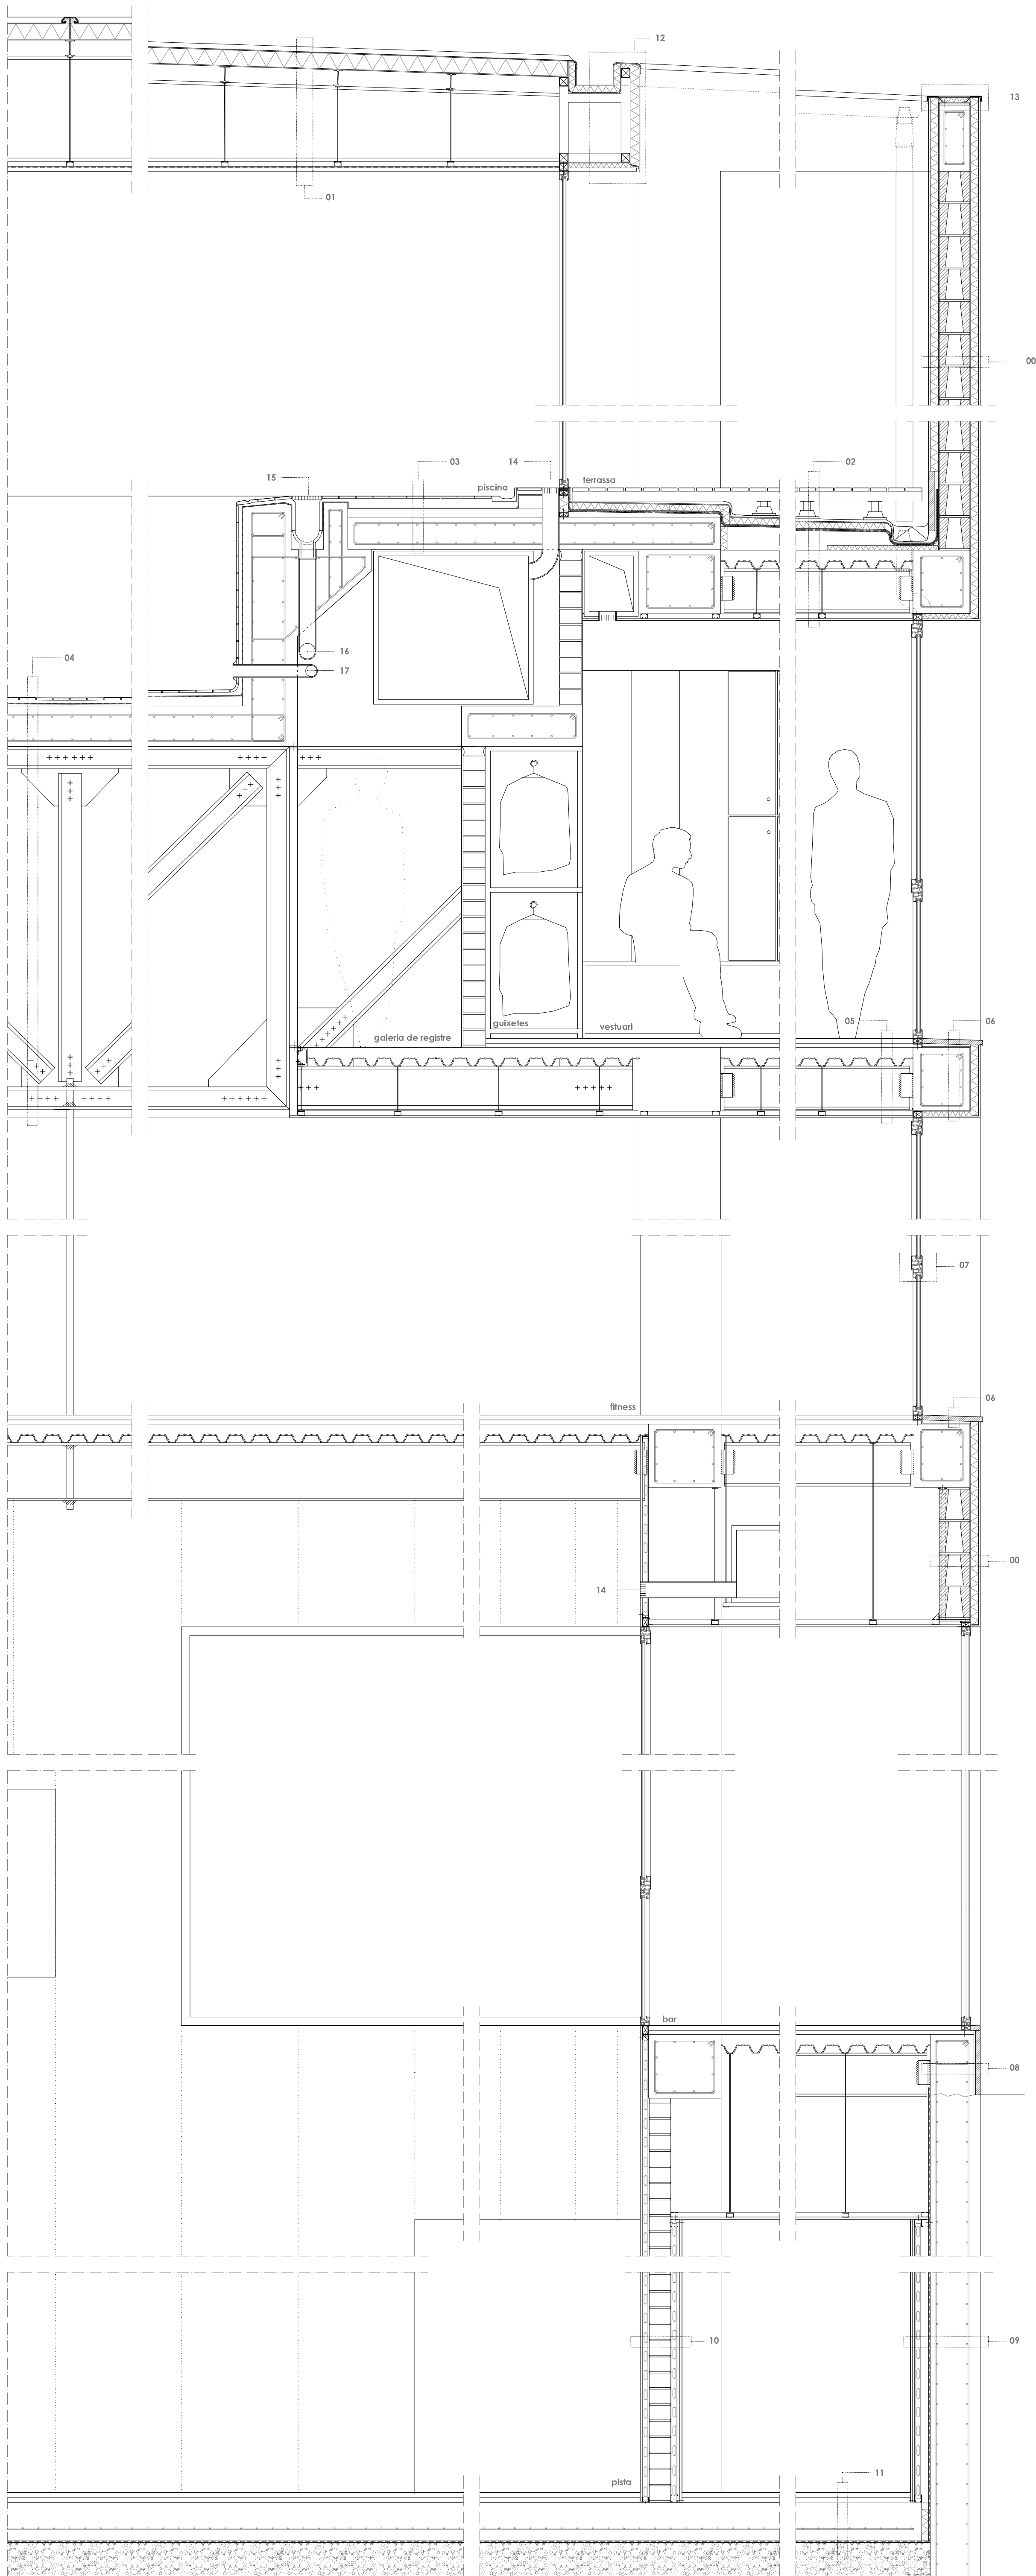 12
13
01
00
03
14
02
15
piscina
terrassa
16
04
17
05
06
guixetes
vestuari
galeria de registre
07
06
fitness
00
14
bar
08
10
09
11
pista